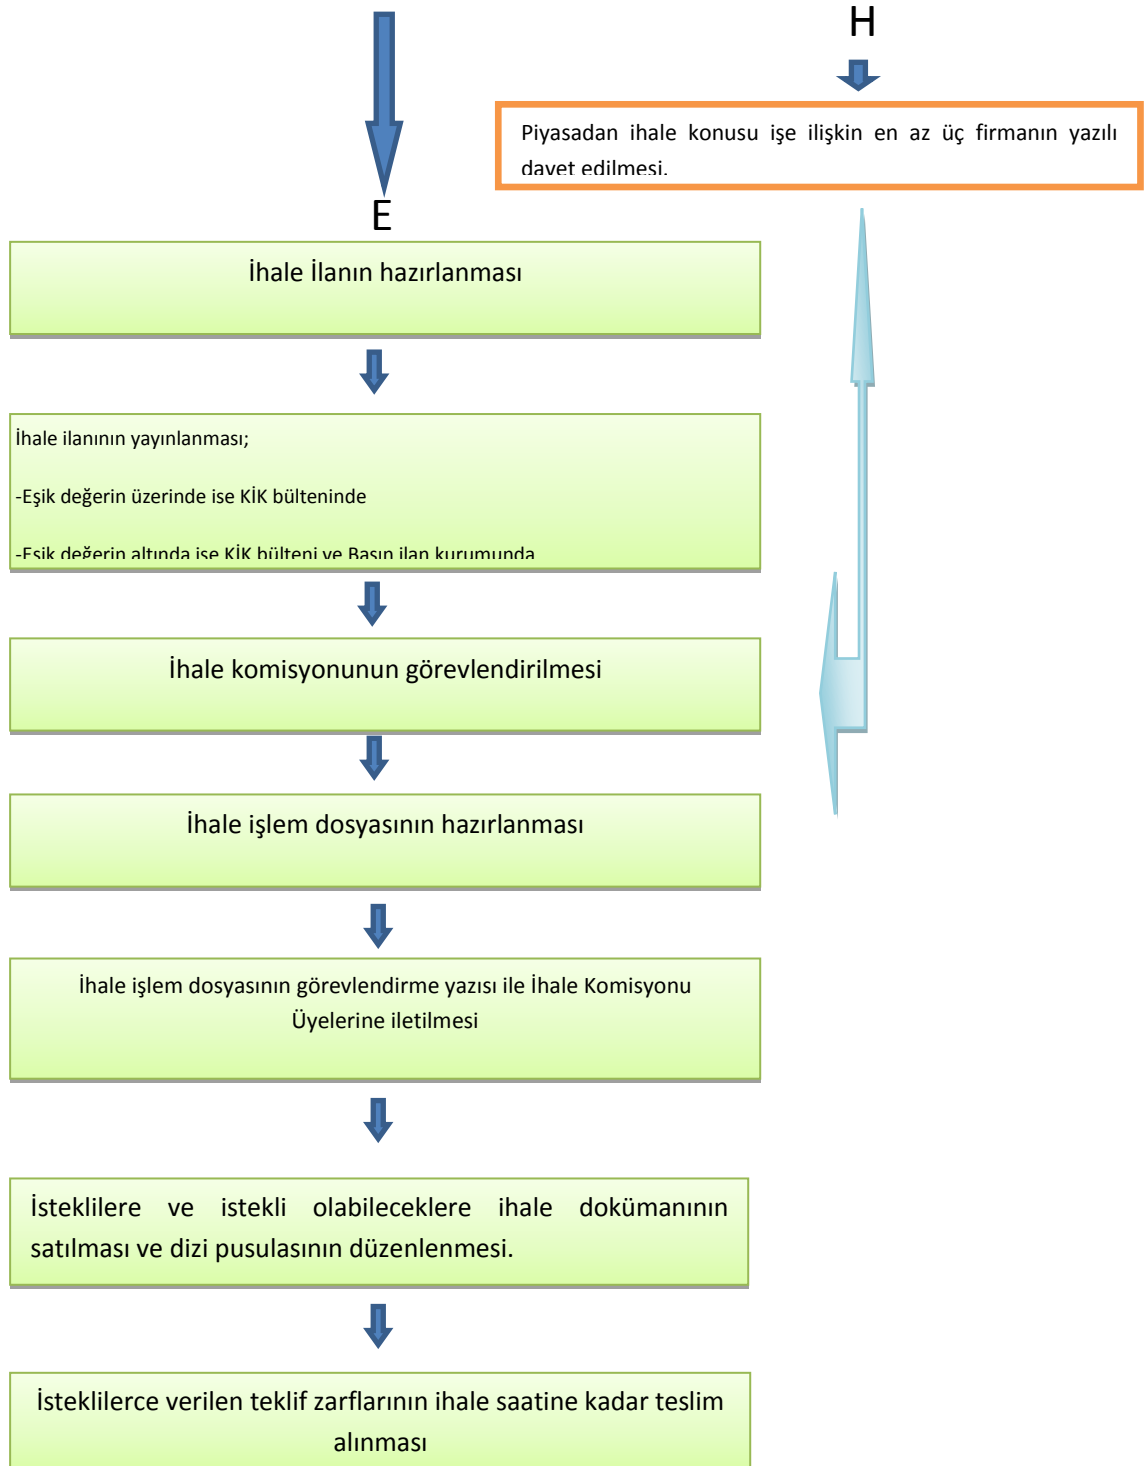 H
Piyasadan ihale konusu işe ilişkin en az üç firmanın yazılı
davet edilmesi.
E
İhale İlanın hazırlanması
İhale ilanının yayınlanması;
-Eşik değerin üzerinde ise KİK bülteninde
-Eşik değerin altında ise KİK bülteni ve Basın ilan kurumunda
İhale komisyonunun görevlendirilmesi
İhale işlem dosyasının hazırlanması
İhale işlem dosyasının görevlendirme yazısı ile İhale Komisyonu
Üyelerine iletilmesi
İsteklilere ve istekli olabileceklere ihale dokümanının
satılması ve dizi pusulasının düzenlenmesi.
İsteklilerce verilen teklif zarflarının ihale saatine kadar teslim
alınması